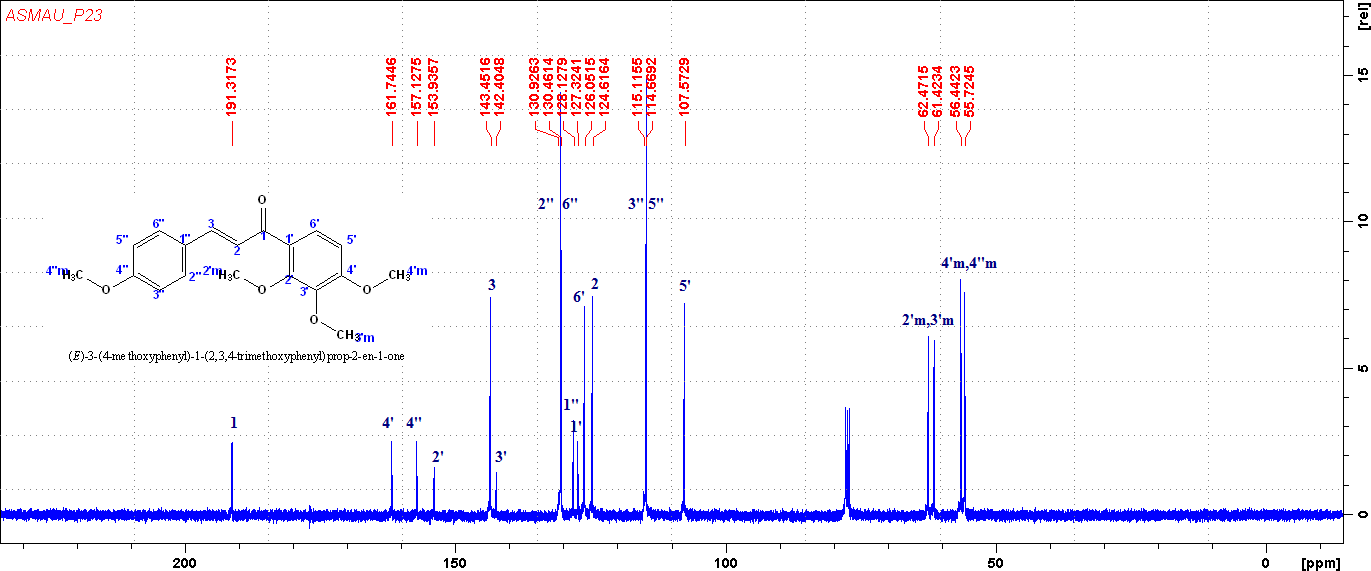 ASMAU_P23
191.3173
161.7446
157.1275
153.9357
143.4516
142.4048
130.9263
130.4614
128.1279
127.3241
126.0515
124.6164
115.1155
114.6692
107.5729
62.4715
61.4234
56.4423
55.7245
[rel]
15
10
5
0
2'' 6''
3'' 5''
4'm,4''m
3
6'
2
5'
2'm,3'm
1''
1'
1
4'
4''
2'
3'
O
3
2
1
6'
1'
5'
6''
5''
1''
4''
2''
3''
4''m
H₃C
O
2'm
H₃C
O
2'
3'
4'
O
CH₃
4'm
O
CH₃
3'm
(E)-3-(4-methoxyphenyl)-1-(2,3,4-trimethoxyphenyl)prop-2-en-1-one
200
150
100
50
0
[ppm]